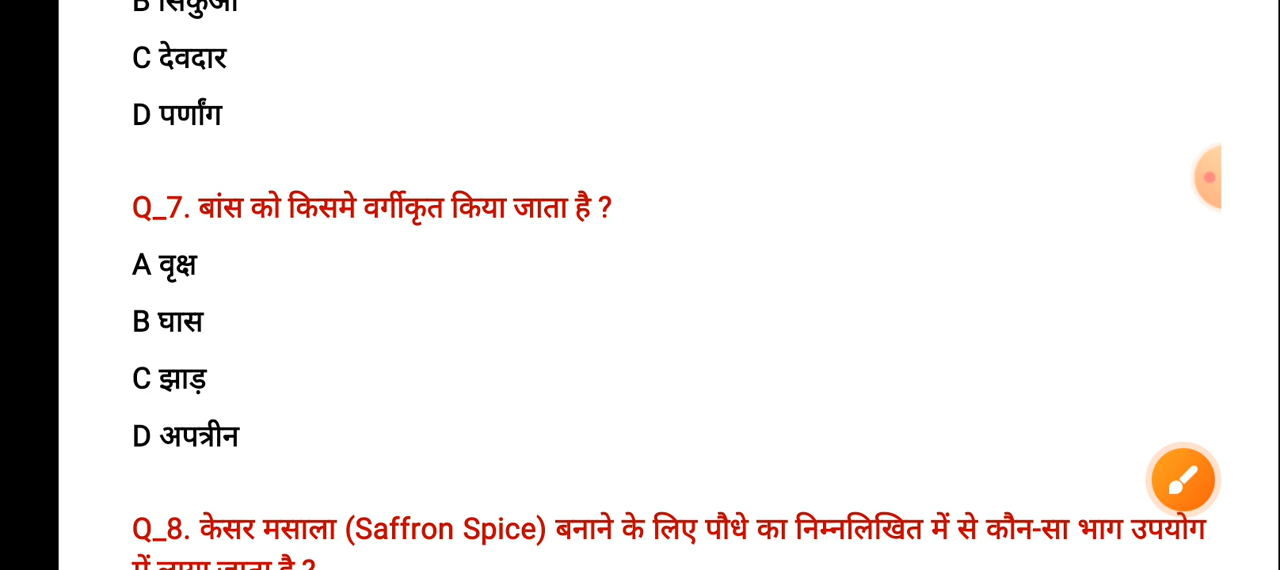 B सिकुआ
C देवदार
D पर्णांग
Q_7. बांस को किसमे वर्गीकृत किया जाता है ?
A वृक्ष
B घास
C झाड़
D अपत्रीन
Q_8. केसर मसाला (Saffron Spice) बनाने के लिए पौधे का निम्नलिखित में से कौन-सा भाग उपयोग
में लाया जाता है ?